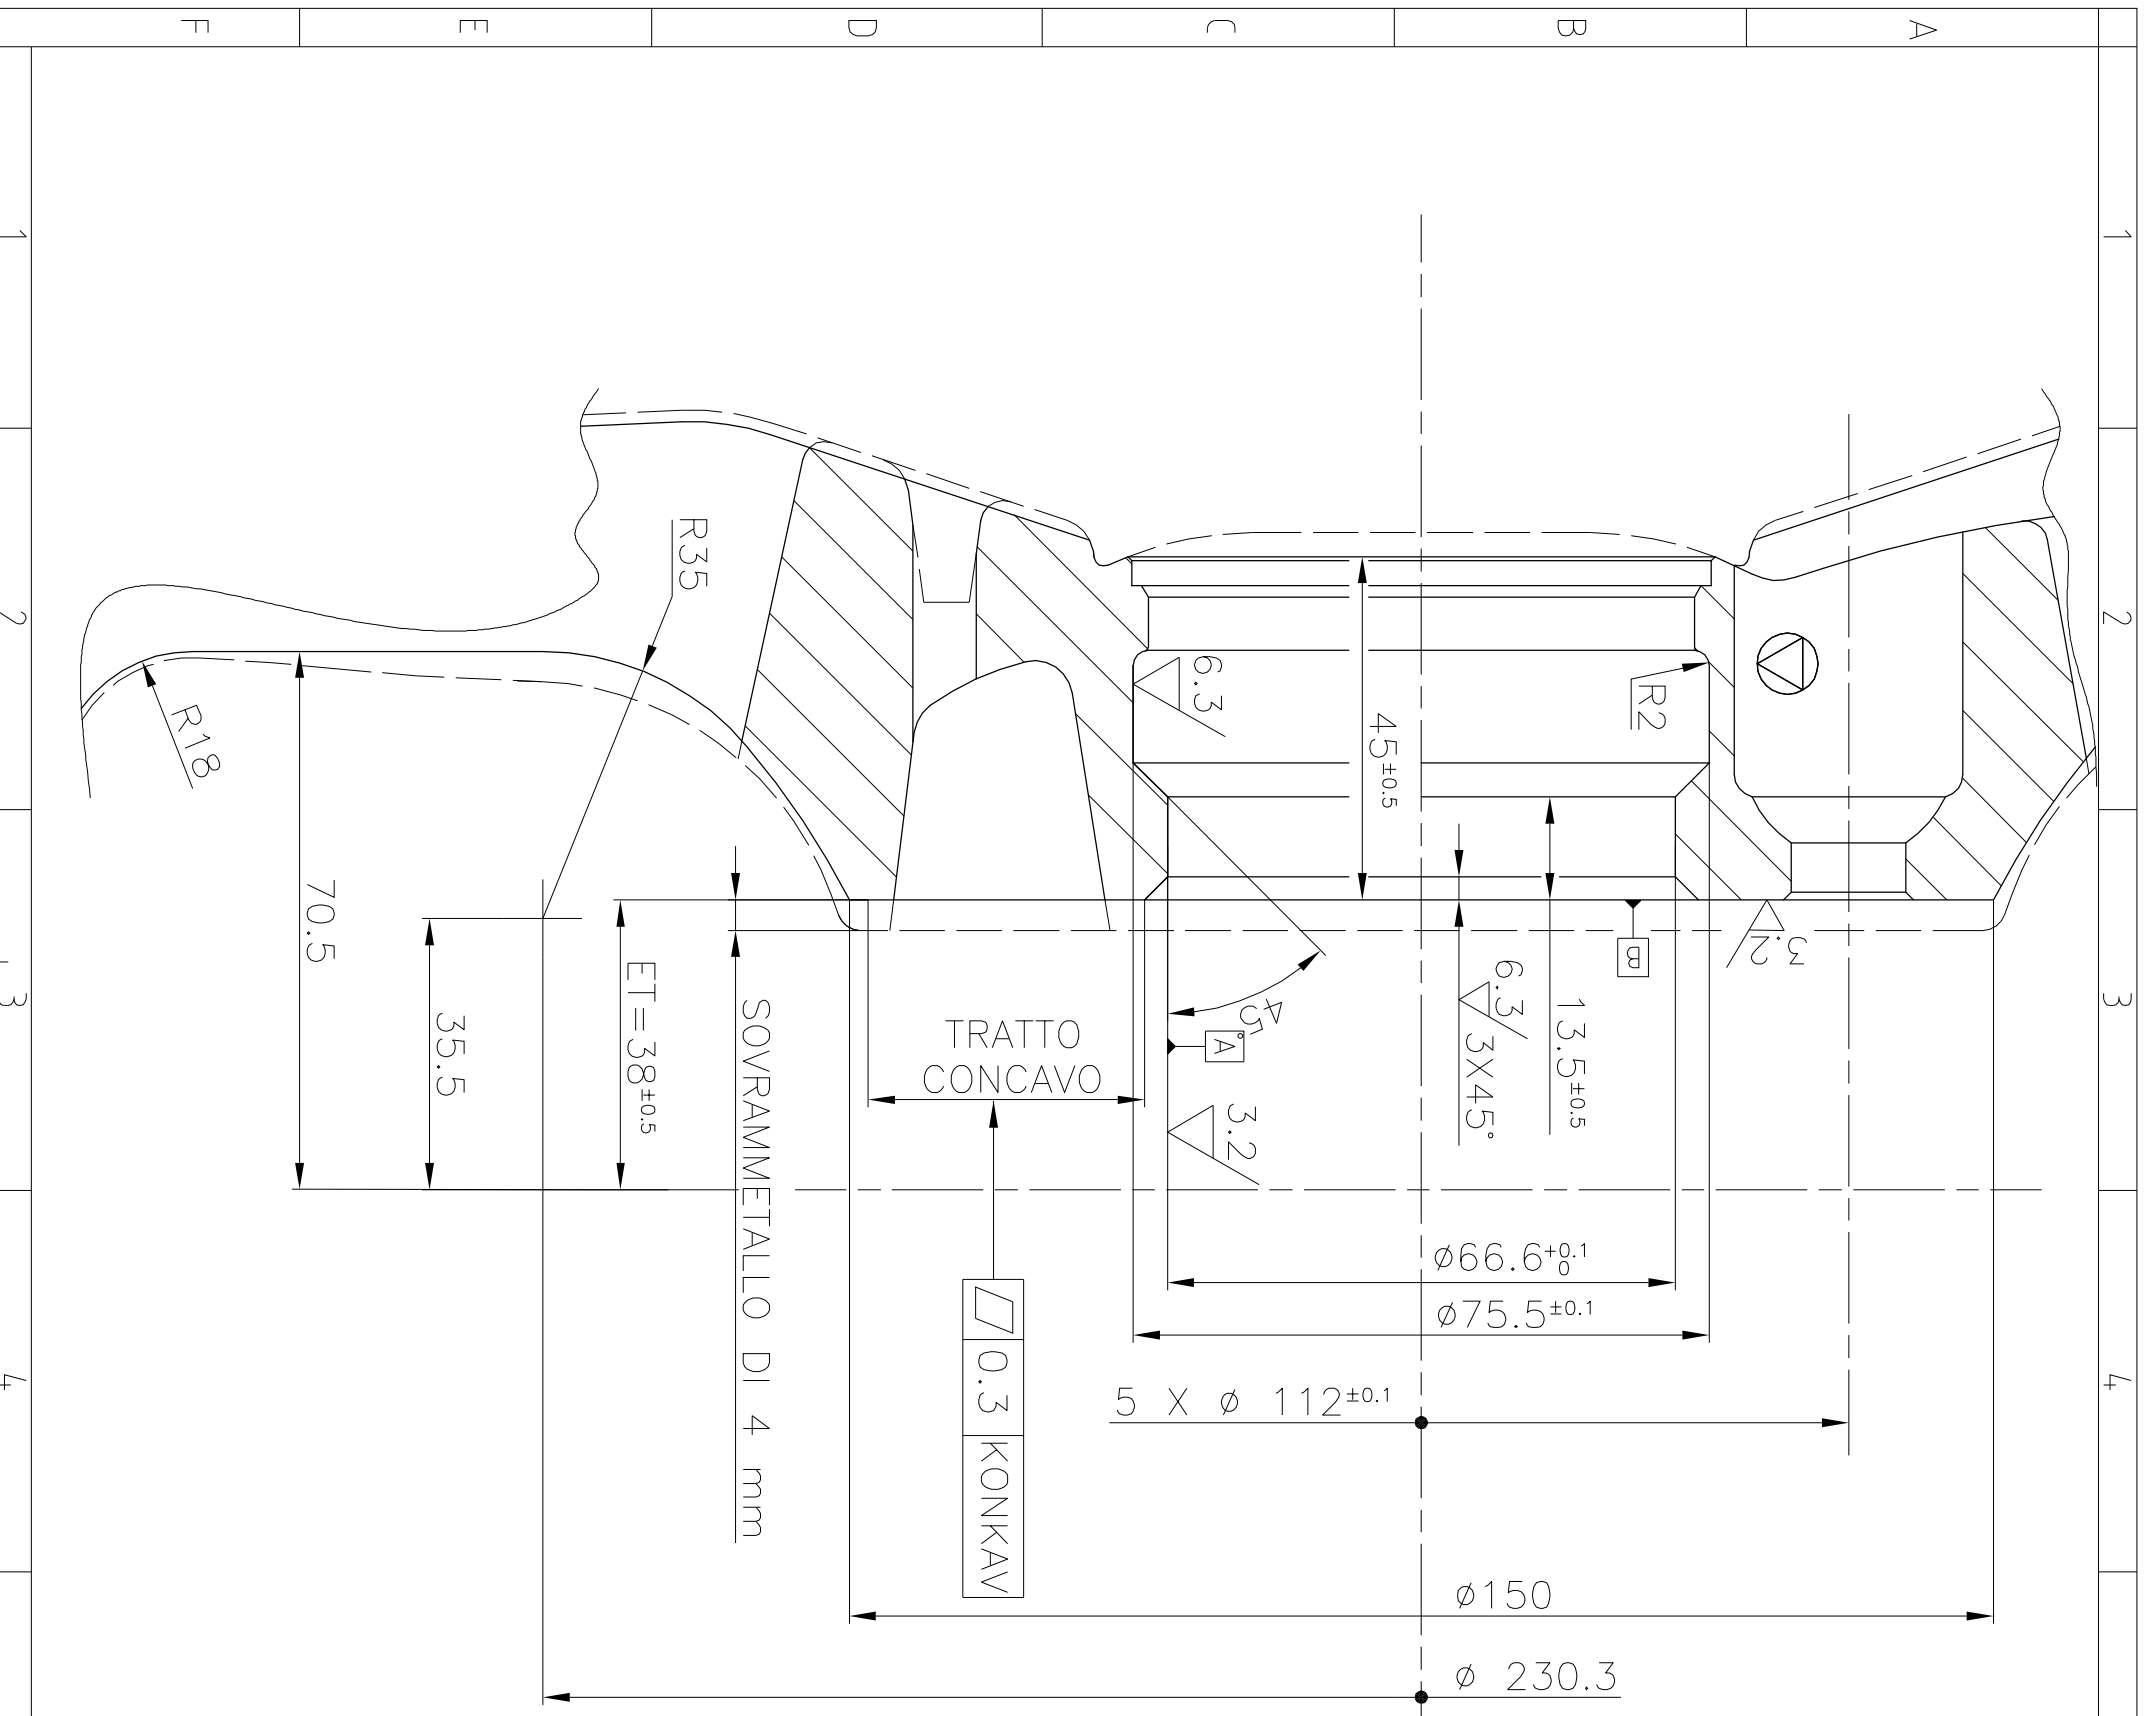 F
E
D
C
B
A
1
1
2
2
3
3
4
4
R35
R18
R2
6.3
45±0.5
70.5
35.5
ET=38±0.5
SOVRAMMETALLO DI 4 mm
TRATTO
CONCAVO
45°
A
3.2
6.3
3X45°
13.5±0.5
B
3.2
ø66.6+0.1 0
ø75.5±0.1
5 X ø 112±0.1
0.3 KONKAV
ø150
ø 230.3